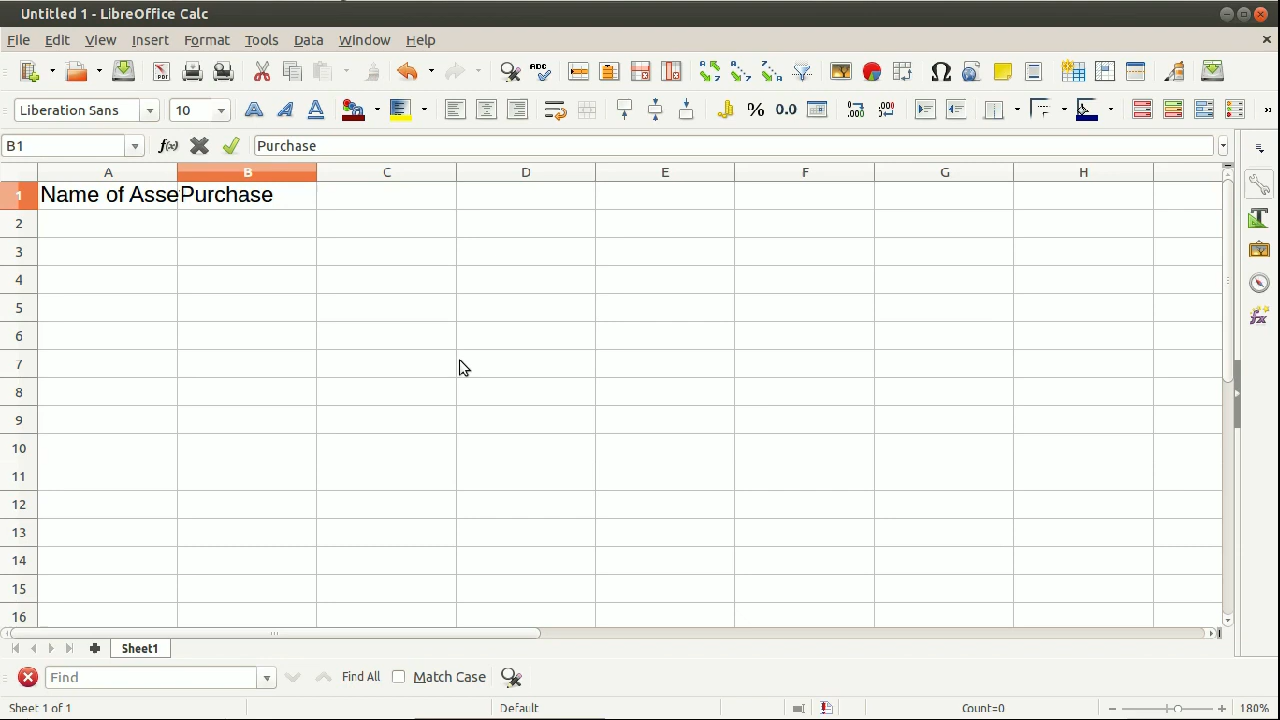 Untitled 1 - LibreOffice Calc
File Edit View Insert Format Tools Data Window Help
Liberation Sans 10
B1 Purchase
A B C D E F G H
1 Name of Asse Purchase
2
3
4
5
6
7
8
9
10
11
12
13
14
15
16
Sheet1
Find Find All Match Case
Sheet 1 of 1 Default Count=0 180%